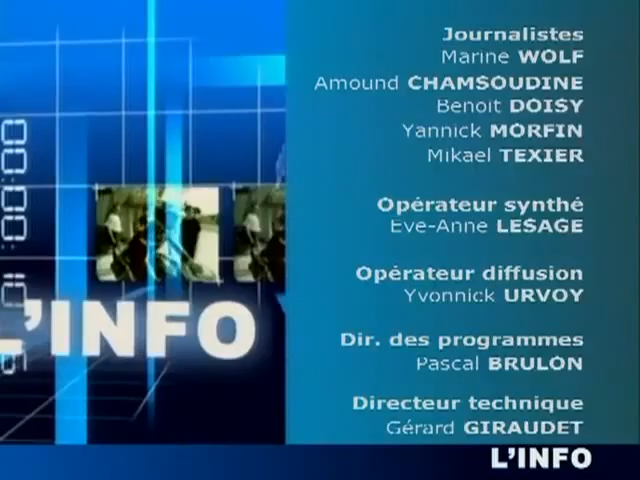 Journalistes
Marine WOLF
Amound CHAMSOUDINE
Benoit DOISY
Yannick MORFIN
Mikael TEXIER
Opérateur synthé
Eve-Anne LESAGE
Opérateur diffusion
Yvonnick URVOY
Dir. des programmes
Pascal BRULON
Directeur technique
Gérard GIRAUDET
L'INFO
L'INFO